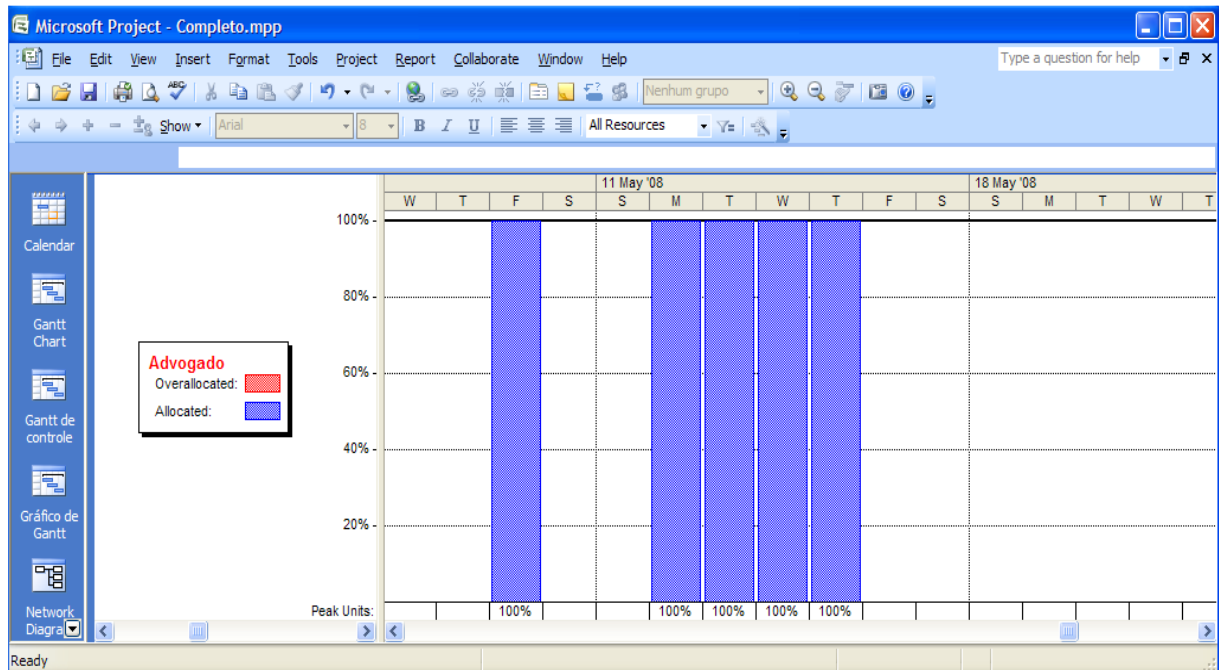 Microsoft Project - Completo.mpp
File Edit View Insert Format Tools Project Report Collaborate Window Help
Type a question for help
ABC
Nenhum grupo
Show
Arial
8
B I U
All Resources
11 May '08
18 May '08
W T F S S M T W T F S S M T W T
Calendar
Gantt
Chart
Gantt de
controle
Gráfico de
Gantt
Network
Diagra
Advogado
Overallocated:
Allocated:
100%
80%
60%
40%
20%
Peak Units:
100% 100% 100% 100% 100%
Ready